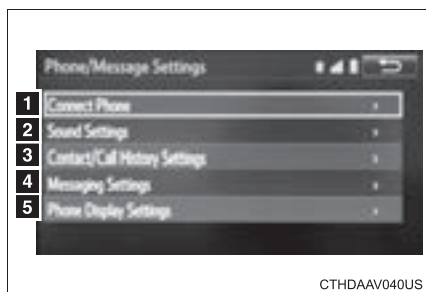 Phone/Message Settings
1 Connect Phone
2 Sound Settings
3 Contact/Call History Settings
4 Messaging Settings
5 Phone Display Settings
CTHDAAV040US